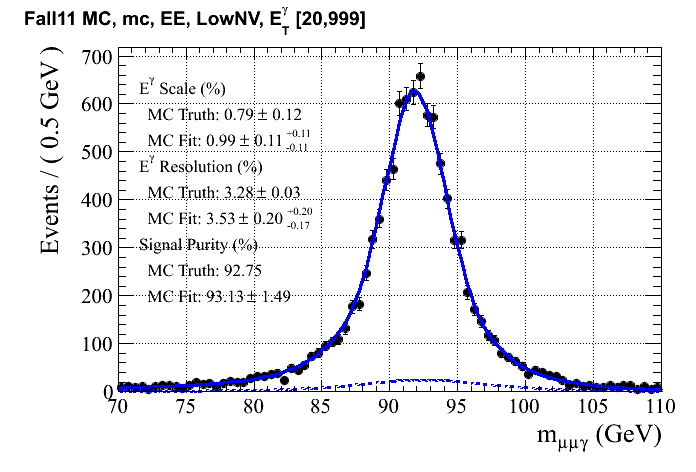 Fall11 MC, mc, EE, LowNV, E_T^γ [20,999]
Events / ( 0.5 GeV )
700
600
500
400
300
200
100
0
E^γ Scale (%)
MC Truth: 0.79 ± 0.12
MC Fit: 0.99 ± 0.11 +0.11 -0.11
E^γ Resolution (%)
MC Truth: 3.28 ± 0.03
MC Fit: 3.53 ± 0.20 +0.20 -0.17
Signal Purity (%)
MC Truth: 92.75
MC Fit: 93.13 ± 1.49
70 75 80 85 90 95 100 105 110
m_μμγ (GeV)